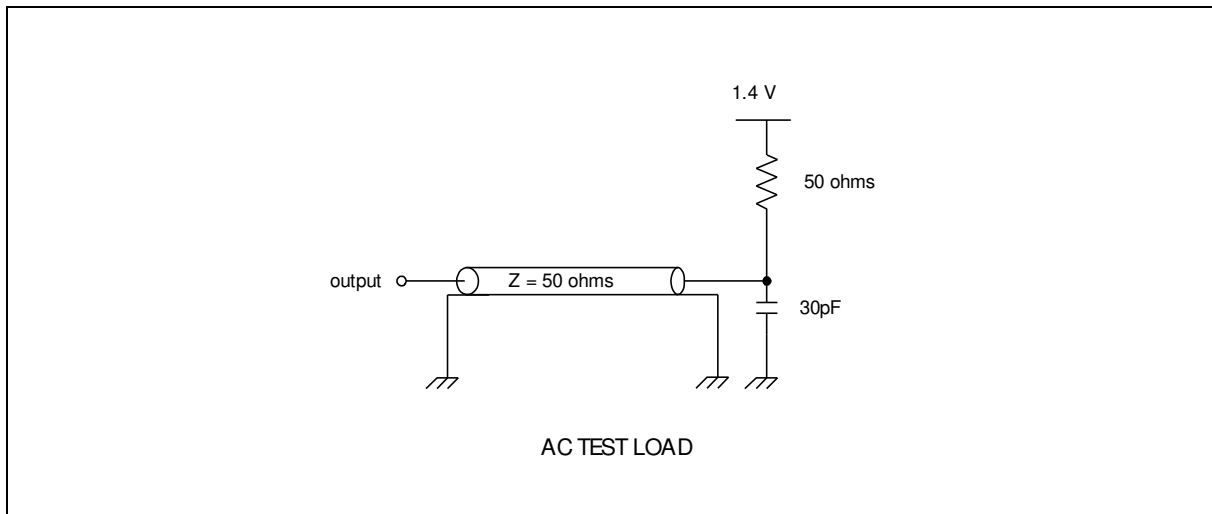 1.4 V
50 ohms
output
Z = 50 ohms
30pF
AC TEST LOAD